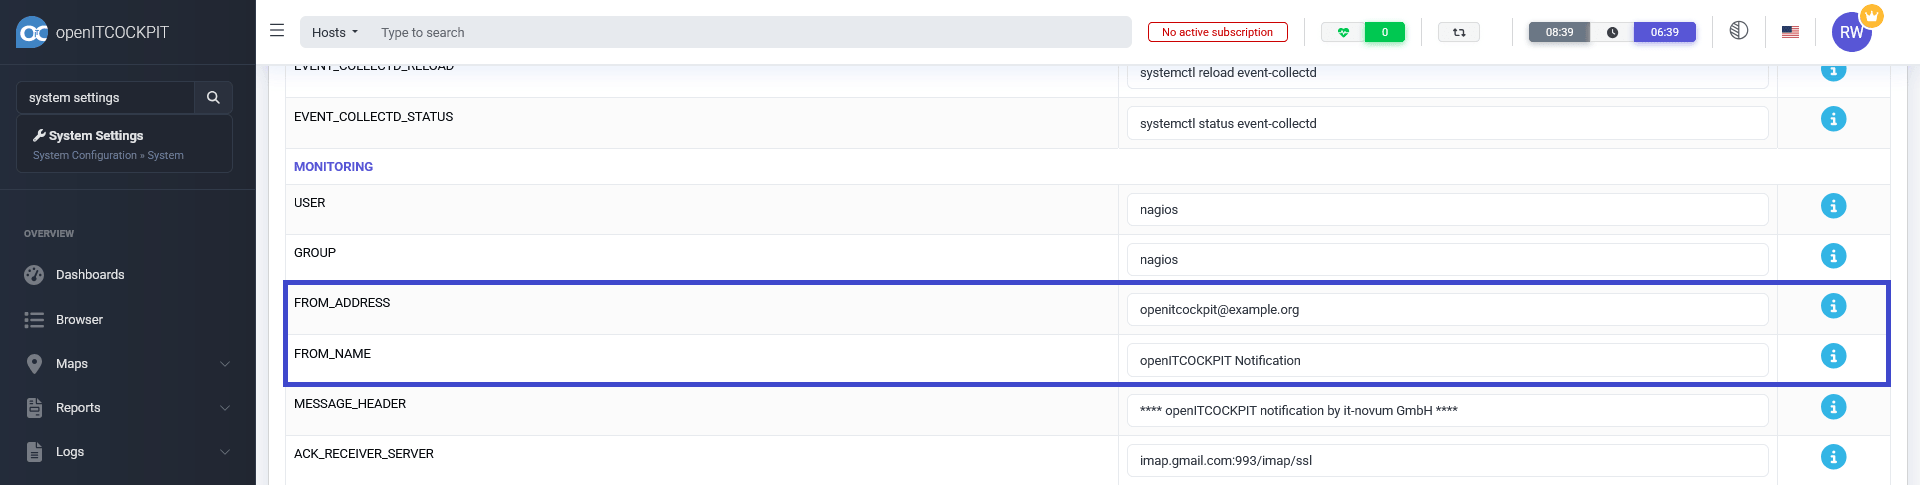 openITCOCKPIT
Hosts
Type to search
No active subscription
0
08:39
06:39
RW
system settings
System Settings
System Configuration » System
OVERVIEW
Dashboards
Browser
Maps
Reports
Logs
EVENT_COLLECTD_RELOAD
systemctl reload event-collectd
EVENT_COLLECTD_STATUS
systemctl status event-collectd
MONITORING
USER
nagios
GROUP
nagios
FROM_ADDRESS
openitcockpit@example.org
FROM_NAME
openITCOCKPIT Notification
MESSAGE_HEADER
**** openITCOCKPIT notification by it-novum GmbH ****
ACK_RECEIVER_SERVER
imap.gmail.com:993/imap/ssl